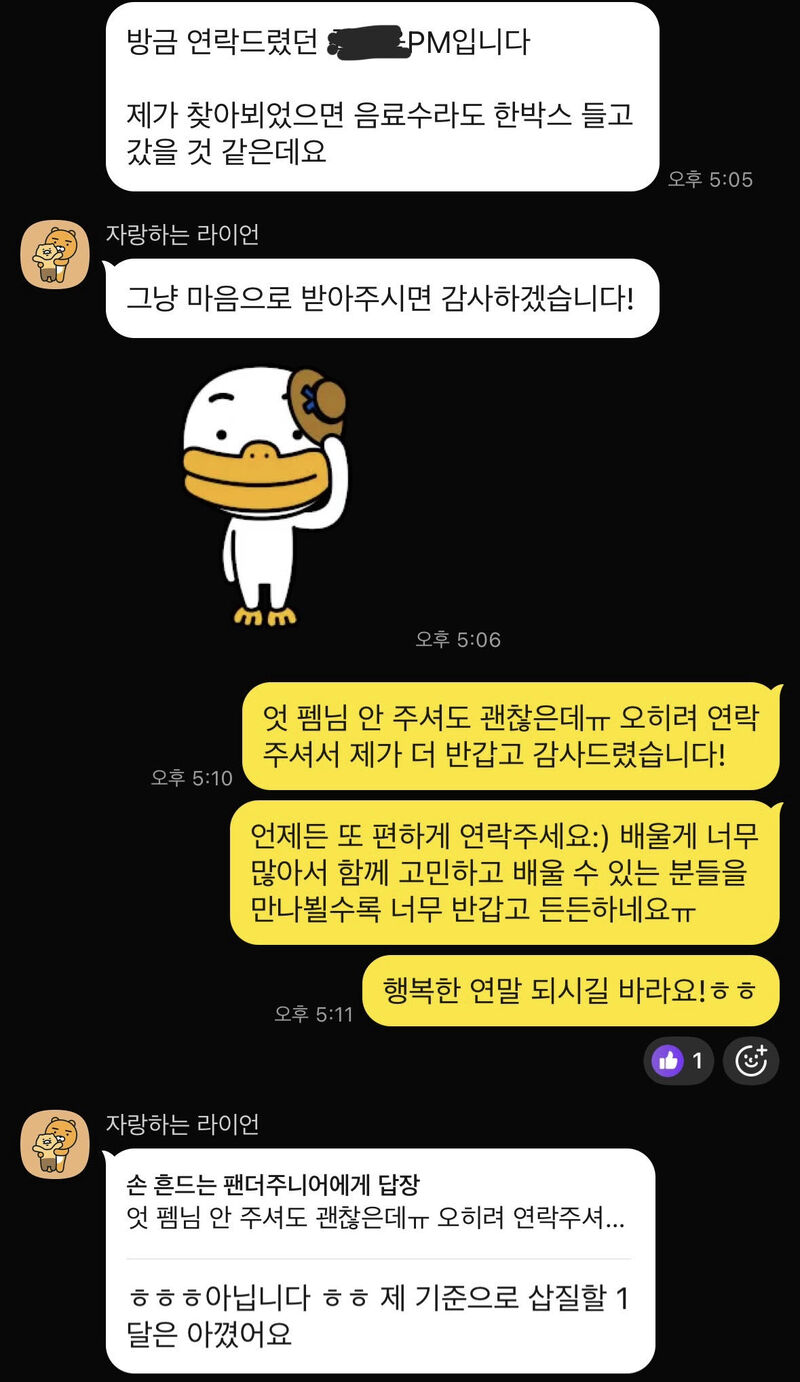 방금 연락드렸던 PM입니다
제가 찾아뵈었으면 음료수라도 한박스 들고
갔을 것 같은데요
오후 5:05
자랑하는 라이언
그냥 마음으로 받아주시면 감사하겠습니다!
오후 5:06
엇 펨님 안 주셔도 괜찮은데ㅠ 오히려 연락
주셔서 제가 더 반갑고 감사드렸습니다!
오후 5:10
언제든 또 편하게 연락주세요:) 배울게 너무
많아서 함께 고민하고 배울 수 있는 분들을
만나뵐수록 너무 반갑고 든든하네요ㅠ
행복한 연말 되시길 바라요!ㅎㅎ
오후 5:11
1
자랑하는 라이언
손 흔드는 팬더주니어에게 답장
엇 펨님 안 주셔도 괜찮은데ㅠ 오히려 연락주셔...
ㅎㅎㅎ아닙니다 ㅎㅎ 제 기준으로 삽질할 1
달은 아꼈어요